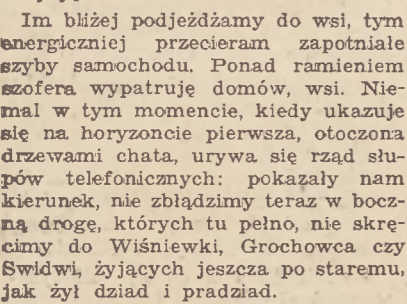 Im bliżej podjeżdżamy do wsi, tym
energiczniej przecieram zapotniałe
szyby samochodu. Ponad ramieniem
szofera wypatruję domów, wsi. Nie-
mal w tym momencie, kiedy ukazuje
się na horyzoncie pierwsza, otoczona
drzewami chata, urywa się rząd słu-
pów telefonicznych: pokazały nam
kierunek, nie zbłądzimy teraz w bocz-
ną drogę, których tu pełno, nie skrę-
cimy do Wiśniewki, Grochowca czy
Swidwi, żyjących jeszcza po staremu,
jak żył dziad i pradziad.